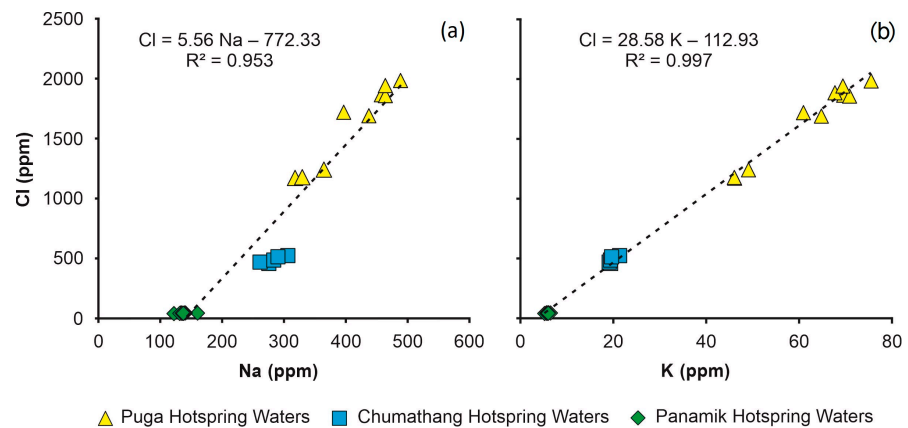 (a)
Cl = 5.56 Na – 772.33
R² = 0.953
Cl (ppm)
2500
2000
1500
1000
500
0
0 100 200 300 400 500 600
Na (ppm)
(b)
Cl = 28.58 K – 112.93
R² = 0.997
0 20 40 60 80
K (ppm)
Puga Hotspring Waters
Chumathang Hotspring Waters
Panamik Hotspring Waters